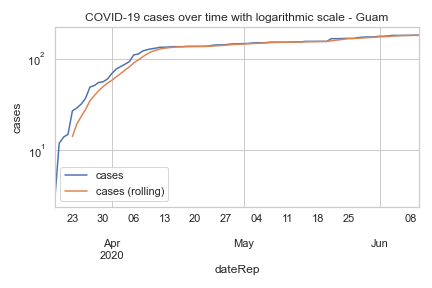 COVID-19 cases over time with logarithmic scale - Guam
10²
10¹
cases
cases
cases (rolling)
23 30 06 13 20 27 04 11 18 25 08
Apr May Jun
2020
dateRep